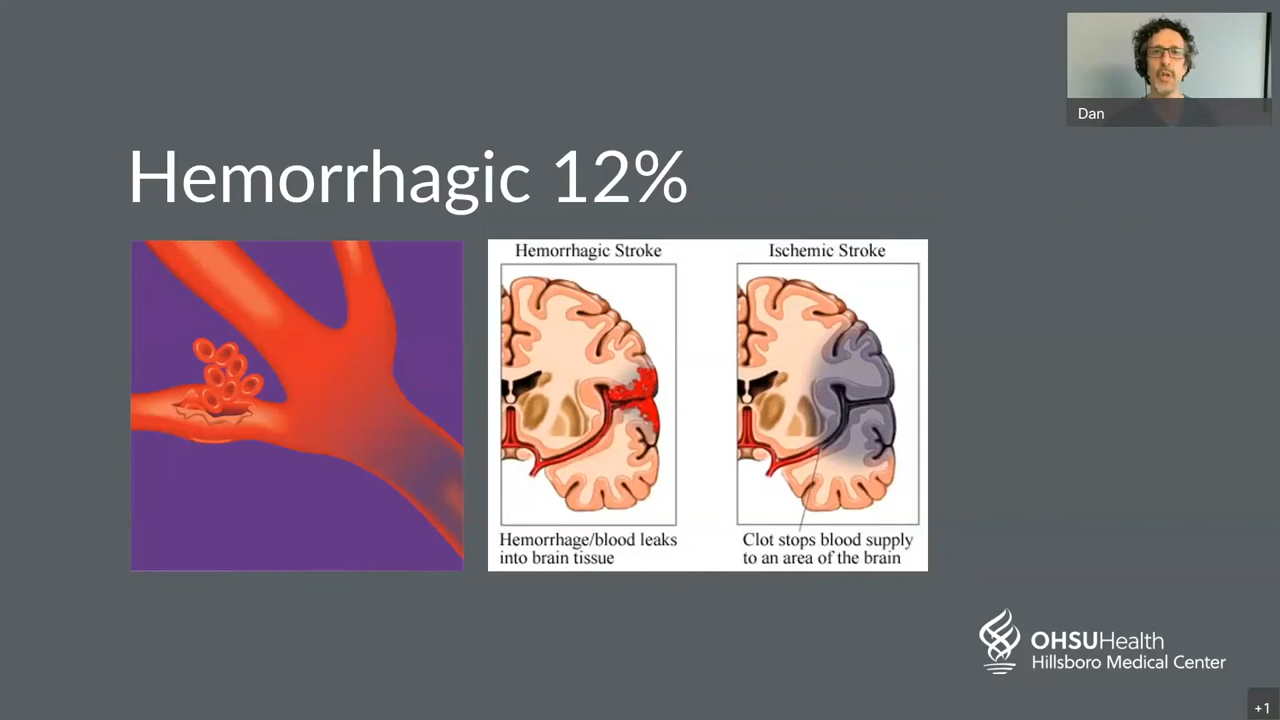 Dan
Hemorrhagic 12%
Hemorrhagic Stroke
Ischemic Stroke
Hemorrhage/blood leaks
into brain tissue
Clot stops blood supply
to an area of the brain
OHSUHealth
Hillsboro Medical Center
+1